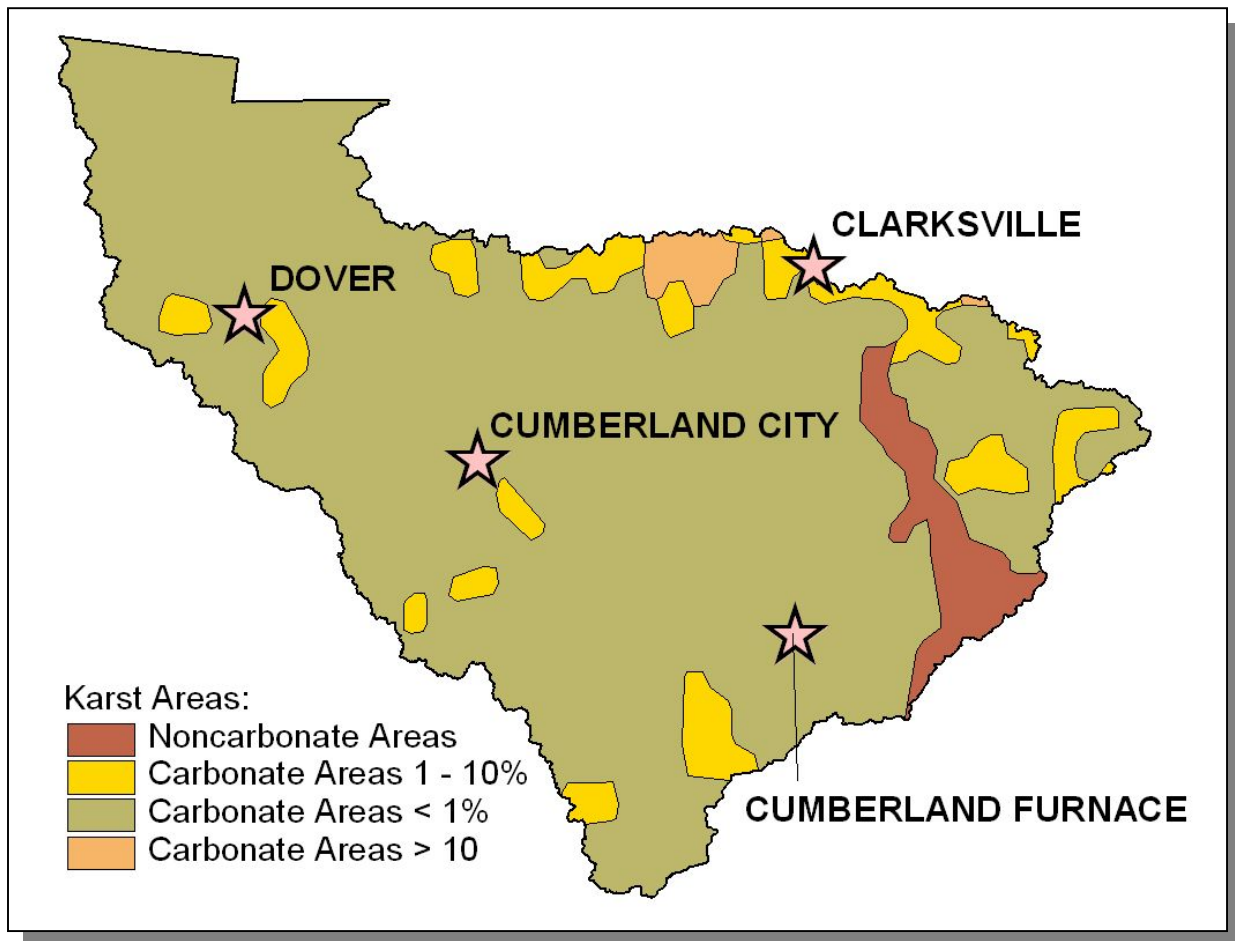 CLARKSVILLE
DOVER
CUMBERLAND CITY
Karst Areas:
Noncarbonate Areas
Carbonate Areas 1 - 10%
Carbonate Areas < 1%
Carbonate Areas > 10
CUMBERLAND FURNACE